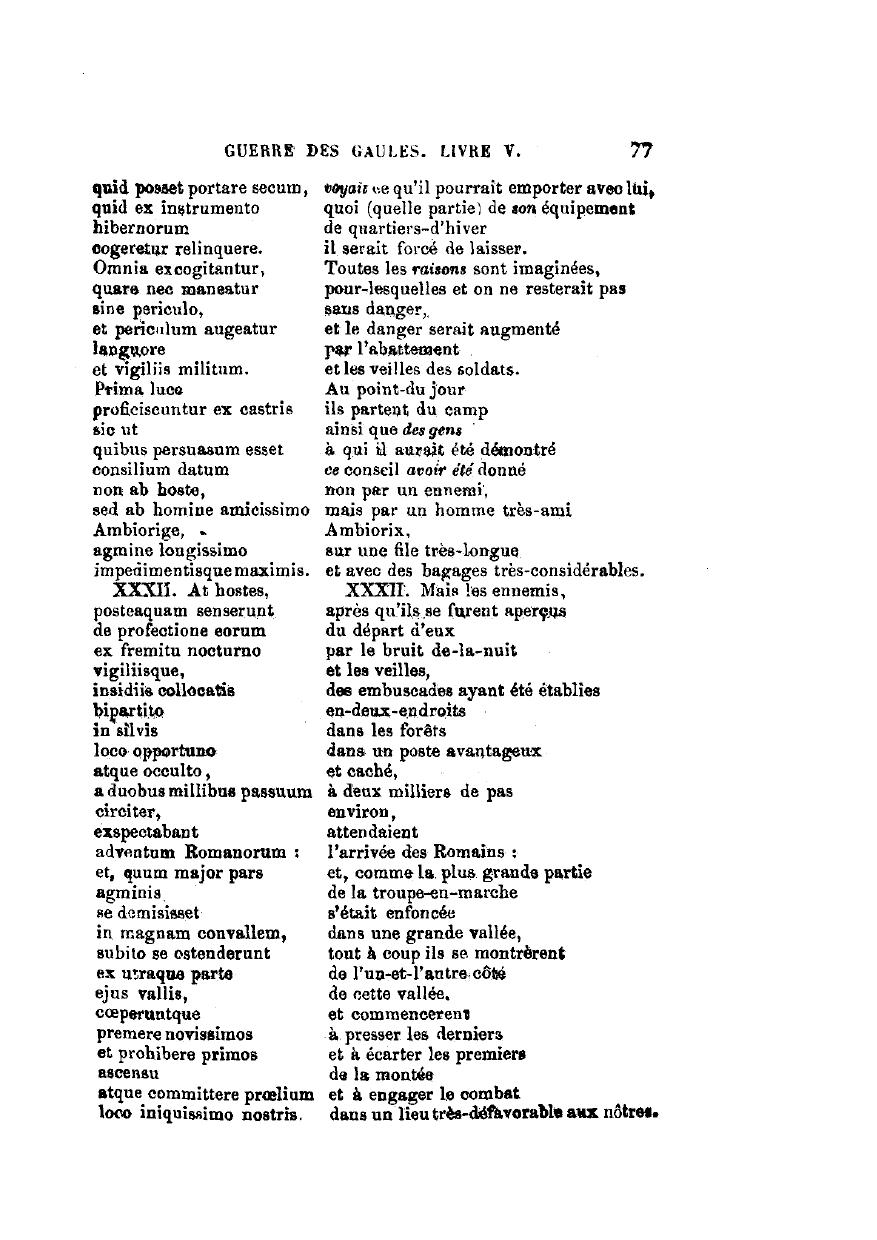 GUERRE DES GAULES. LIVRE V. 77
quid posset portare secum, voyait ce qu'il pourrait emporter avec lui,
quid ex instrumento quoi (quelle partie) de son équipement
hibernorum de quartiers-d'hiver
cogeretur relinquere. il serait forcé de laisser.
Omnia excogitantur, Toutes les raisons sont imaginées,
quare nec maneatur pour-lesquelles et on ne resterait pas
sine periculo, sans danger,
et periculum augeatur et le danger serait augmenté
languore par l'abattement
et vigiliis militum. et les veilles des soldats.
Prima luce Au point-du jour
proficiscuntur ex castris ils partent du camp
sic ut ainsi que des gens
quibus persuasum esset à qui il aurait été démontré
consilium datum ce conseil avoir été donné
non ab hoste, non par un ennemi,
sed ab homine amicissimo mais par un homme très-ami
Ambiorige, Ambiorix,
agmine longissimo sur une file très-longue
impedimentisque maximis. et avec des bagages très-considérables.
XXXII. At hostes, XXXII. Mais les ennemis,
posteaquam senserunt après qu'ils se furent aperçus
de profectione eorum du départ d'eux
ex fremitu nocturno par le bruit de-la-nuit
vigiliisque, et les veilles,
insidiis collocatis des embuscades ayant été établies
bipartito en-deux-endroits
in silvis dans les forêts
loco opportuno dans un poste avantageux
atque occulto, et caché,
a duobus millibus passuum à deux milliers de pas
circiter, environ,
exspectabant attendaient
adventum Romanorum : l'arrivée des Romains :
et, quum major pars et, comme la plus grande partie
agminis de la troupe-en-marche
se demisisset s'était enfoncée
in magnam convallem, dans une grande vallée,
subito se ostenderunt tout à coup ils se montrèrent
ex utraque parte de l'un-et-l'autre côté
ejus vallis, de cette vallée,
cœperuntque et commencerent
premere novissimos à presser les derniers
et prohibere primos et à écarter les premiers
ascensu de la montée
atque committere prœlium et à engager le combat
loco iniquissimo nostris. dans un lieu très-défavorable aux nôtres.